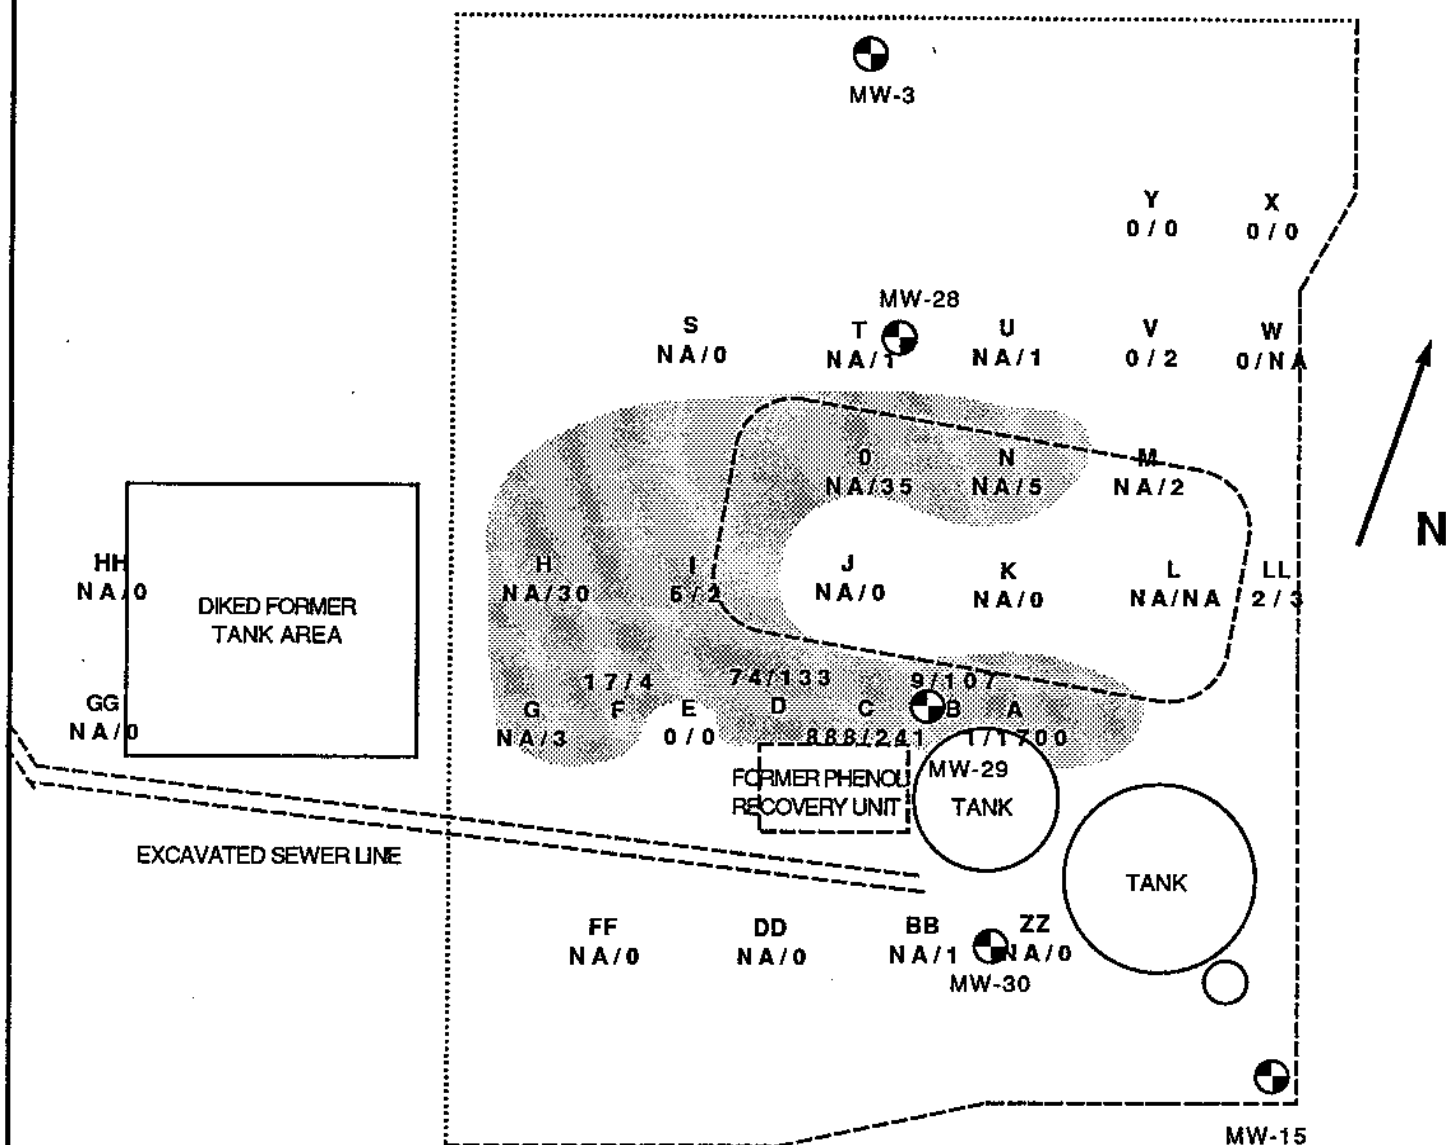 MW-3
Y
0/0
X
0/0
MW-28
S
NA/0
T
NA/1
U
NA/1
V
0/2
W
0/NA
O
NA/35
N
NA/5
M
NA/2
N
HH
NA/0
DIKED FORMER
TANK AREA
H
NA/30
I
6/2
J
NA/0
K
NA/0
L
NA/NA
LL
2/3
GG
NA/0
G
NA/3
17/4
F
E
0/0
74/133
D
C
888/241
9/107
B
A
1/1700
MW-29
FORMER PHENOL
RECOVERY UNIT
TANK
TANK
EXCAVATED SEWER LINE
FF
NA/0
DD
NA/0
BB
NA/1
ZZ
NA/0
MW-30
MW-15